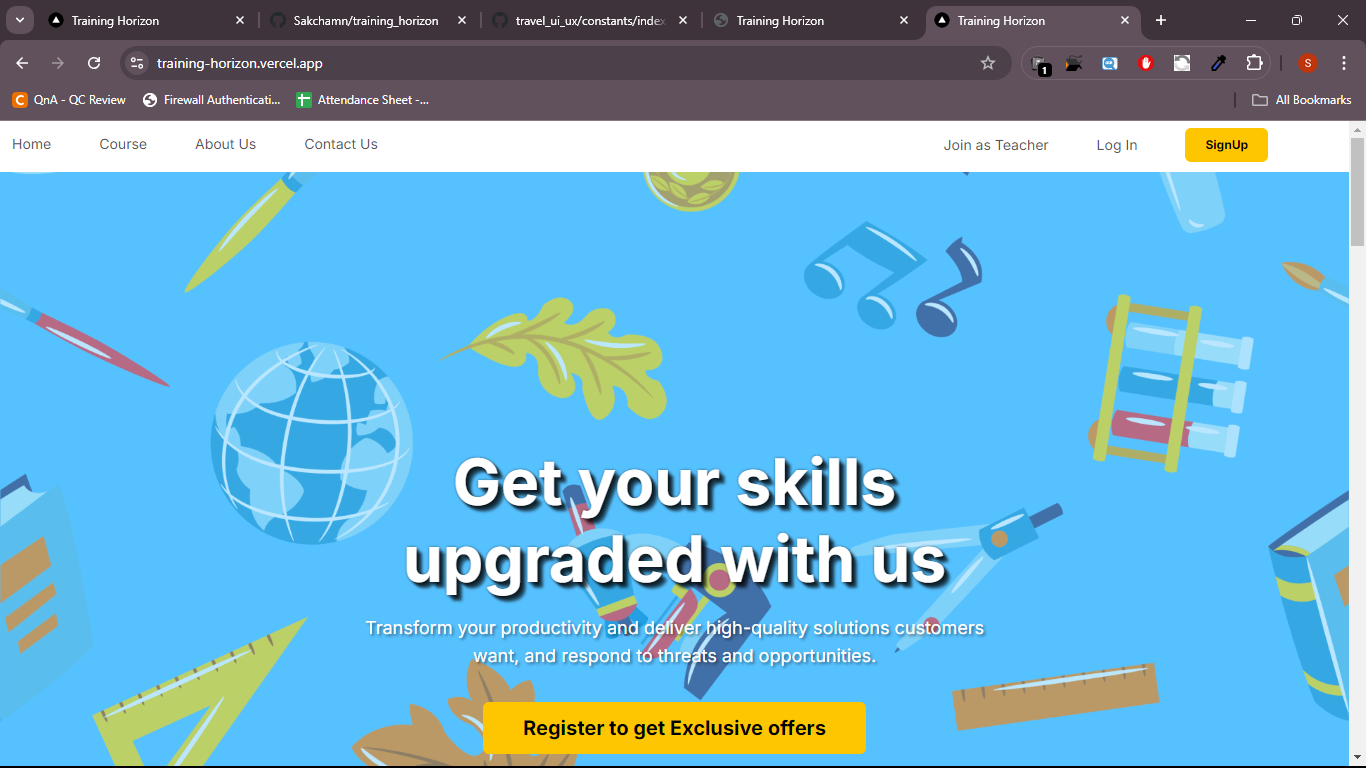 Training Horizon
Sakchamn/training_horizon
travel_ui_ux/constants/index
Training Horizon
Training Horizon
training-horizon.vercel.app
1
S
C
QnA - QC Review
Firewall Authenticati...
Attendance Sheet -...
All Bookmarks
Home
Course
About Us
Contact Us
Join as Teacher
Log In
SignUp
Get your skills
upgraded with us
Transform your productivity and deliver high-quality solutions customers
want, and respond to threats and opportunities.
Register to get Exclusive offers